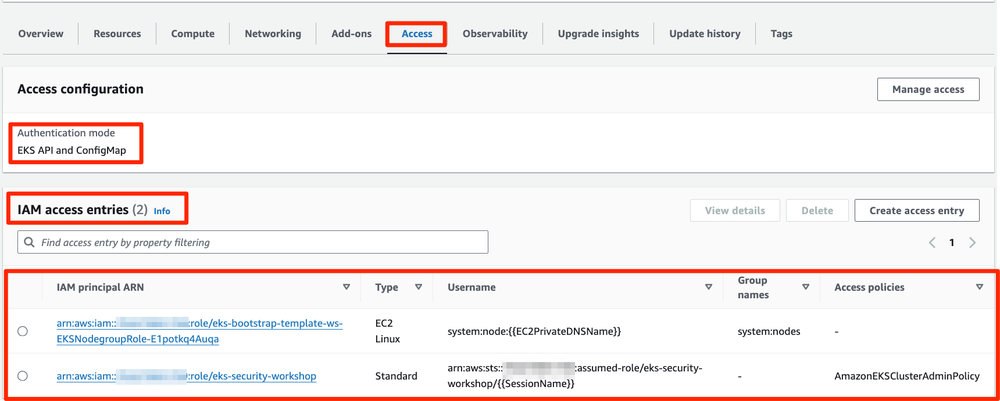 Overview Resources Compute Networking Add-ons Access Observability Upgrade insights Update history Tags
Access configuration
Manage access
Authentication mode
EKS API and ConfigMap
IAM access entries (2) Info
View details Delete Create access entry
Find access entry by property filtering
1
IAM principal ARN Type Username Group names Access policies
arn:aws:iam:: :role/eks-bootstrap-template-ws-
EKSNodegroupRole-E1potkq4Auqa
EC2
Linux
system:node:{{EC2PrivateDNSName}}
system:nodes
-
arn:aws:iam:: :role/eks-security-workshop
Standard
arn:aws:sts:: :assumed-role/eks-security-
workshop/{{SessionName}}
-
AmazonEKSClusterAdminPolicy